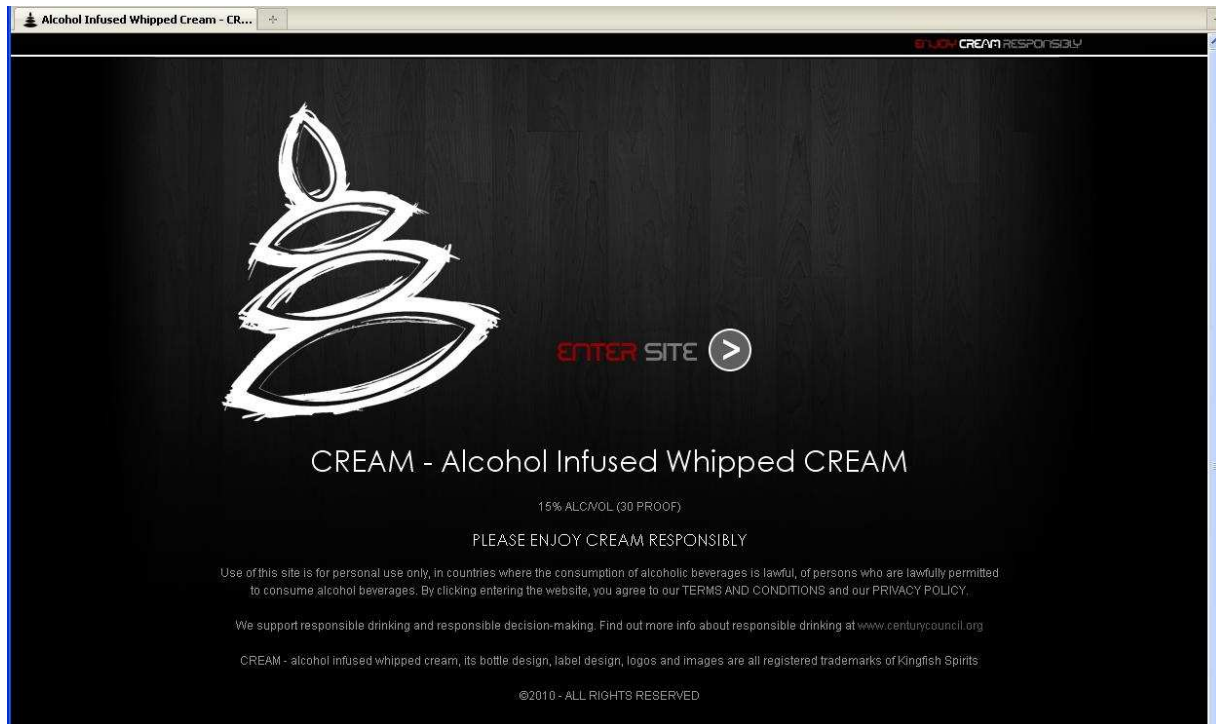 Alcohol Infused Whipped Cream - CR...
ENJOY CREAM RESPONSIBLY
ENTER SITE >
CREAM - Alcohol Infused Whipped CREAM
15% ALC/VOL (30 PROOF)
PLEASE ENJOY CREAM RESPONSIBLY
Use of this site is for personal use only, in countries where the consumption of alcoholic beverages is lawful, of persons who are lawfully permitted
to consume alcohol beverages. By clicking entering the website, you agree to our TERMS AND CONDITIONS and our PRIVACY POLICY.
We support responsible drinking and responsible decision-making. Find out more info about responsible drinking at www.centurycouncil.org
CREAM - alcohol infused whipped cream, its bottle design, label design, logos and images are all registered trademarks of Kingfish Spirits
©2010 - ALL RIGHTS RESERVED